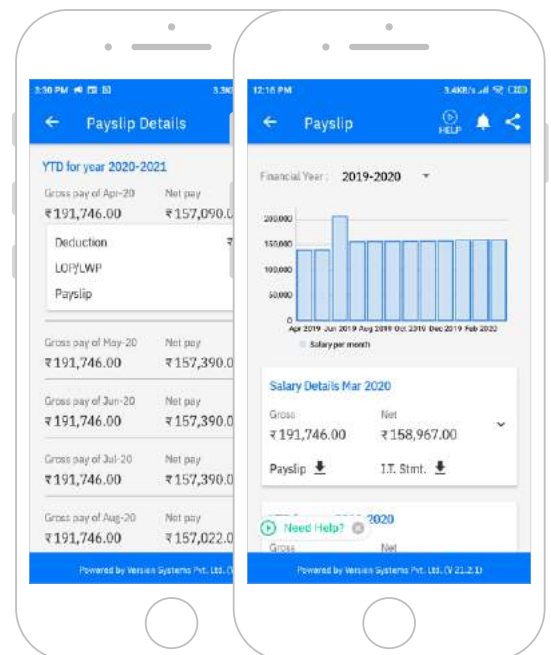 3:30 PM
Payslip Details
YTD for year 2020-2021
Gross pay of Apr-20 Net pay
₹191,746.00 ₹157,090.0
Deduction ₹
LOP/LWP
Payslip
Gross pay of May-20 Net pay
₹191,746.00 ₹157,390.0
Gross pay of Jun-20 Net pay
₹191,746.00 ₹157,390.0
Gross pay of Jul-20 Net pay
₹191,746.00 ₹157,390.0
Gross pay of Aug-20 Net pay
₹191,746.00 ₹157,022.0
Powered by Versien Systems Pvt. Ltd. (V
12:16 PM 3.4KB/s
Payslip HELP
Financial Year : 2019-2020
200,000
150,000
100,000
50,000
0
Apr 2019 Jun 2019 Aug 2019 Oct 2019 Dec 2019 Feb 2020
Salary per month
Salary Details Mar 2020
Gross Net
₹191,746.00 ₹158,967.00
Payslip I.T. Stmt.
2020
Need Help?
Gross Net
Powered by Versien Systems Pvt. Ltd. (V 21.2.1)